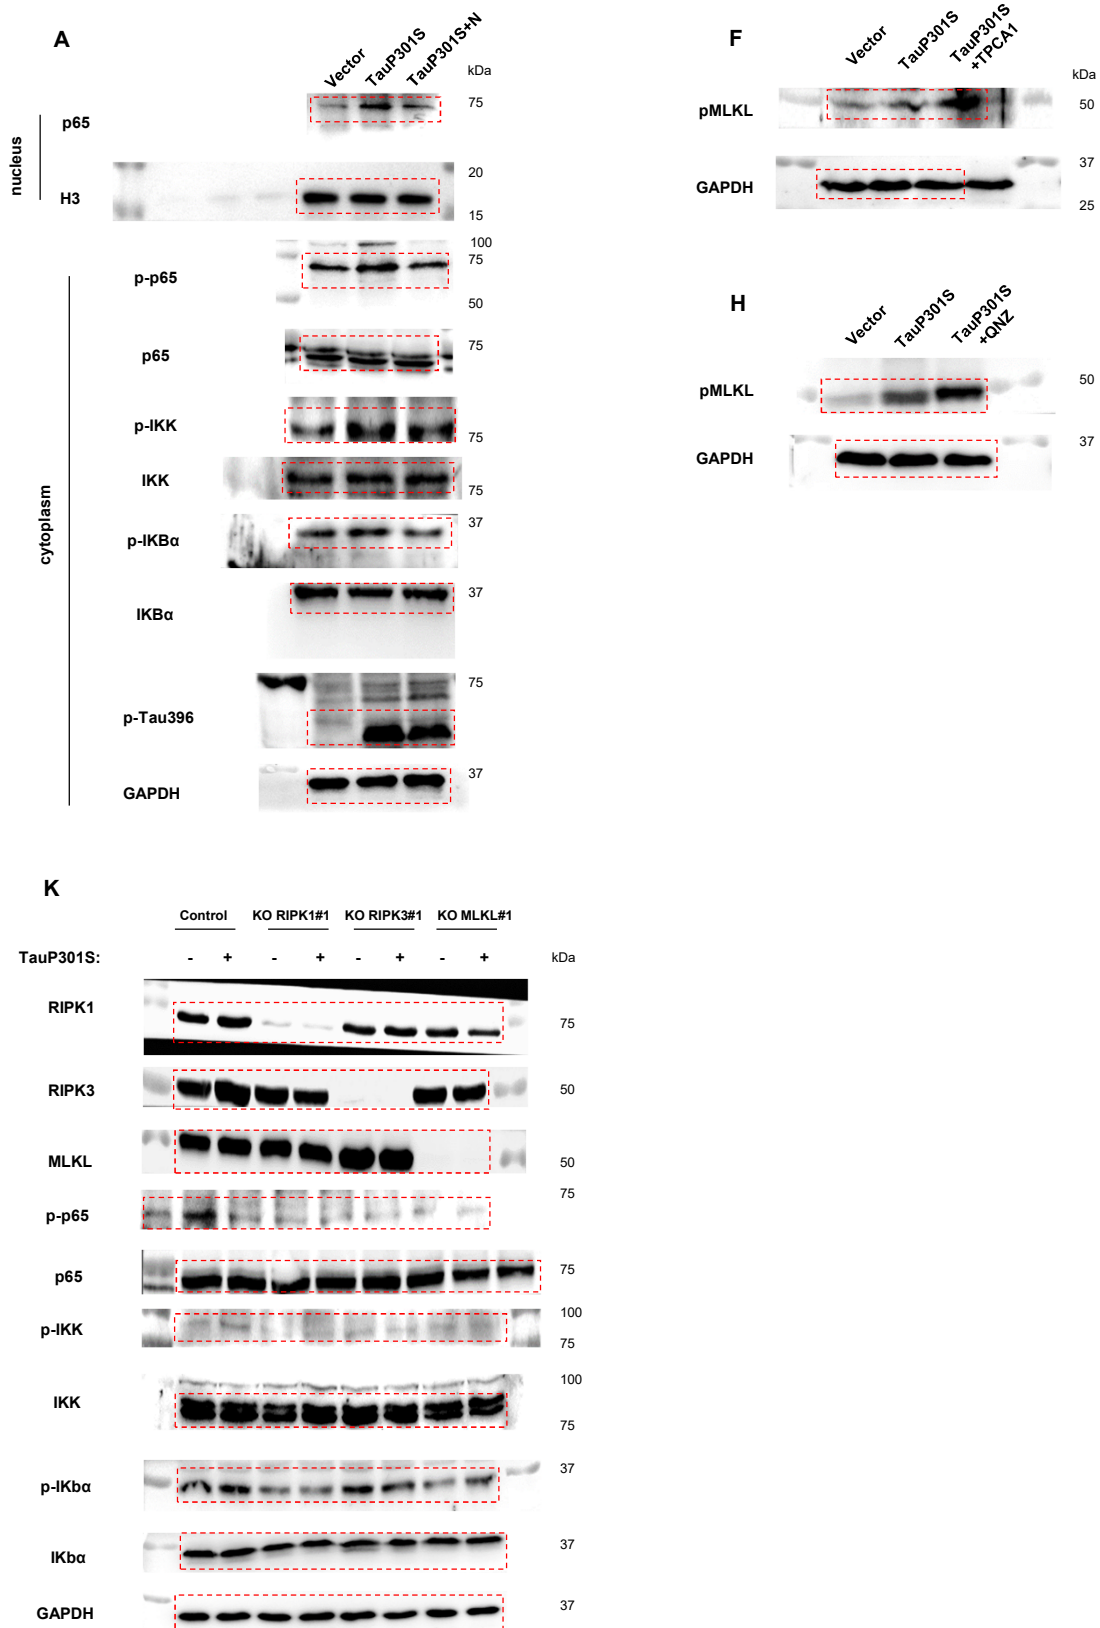 A
Vector
TauP301S
TauP301S+N
kDa
nucleus
p65
75
H3
20
15
cytoplasm
p-p65
100
75
50
p65
75
p-IKK
75
IKK
75
p-IKBα
37
IKBα
37
p-Tau396
75
GAPDH
37
F
Vector
TauP301S
TauP301S
+TPCA1
kDa
pMLKL
50
GAPDH
37
25
H
Vector
TauP301S
TauP301S
+QNZ
pMLKL
50
GAPDH
37
K
Control KO RIPK1#1 KO RIPK3#1 KO MLKL#1
TauP301S: - + - + - + - + kDa
RIPK1
75
RIPK3
50
MLKL
50
p-p65
75
p65
75
p-IKK
100
75
IKK
100
75
p-IKbα
37
IKbα
37
GAPDH
37